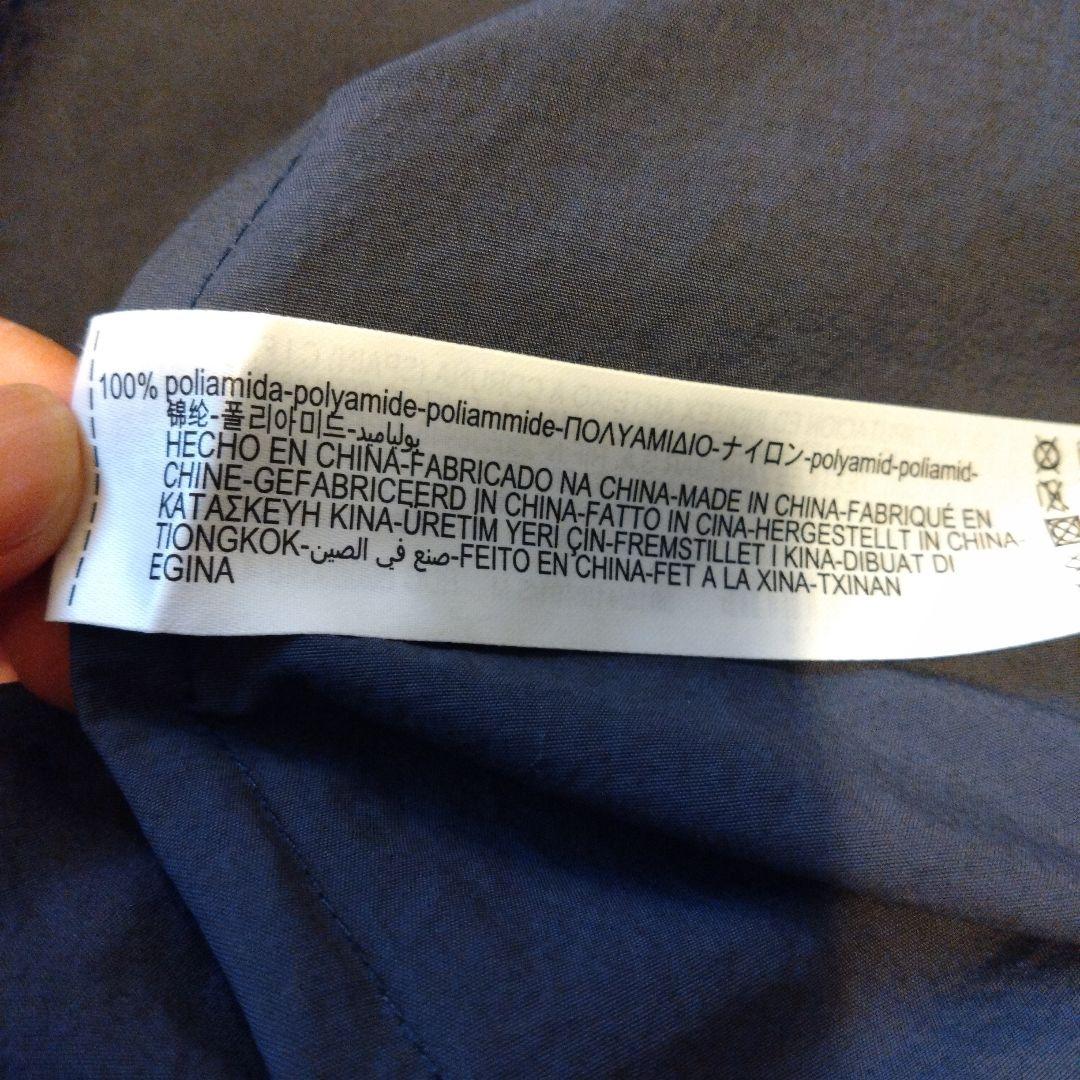 100% poliamida-polyamide-poliammide-ΠΟΛΥΑΜΙΔΙΟ-ナイロン-polyamid-poliamid-
锦纶-폴리아미드-بولياميد
HECHO EN CHINA-FABRICADO NA CHINA-MADE IN CHINA-FABRIQUÉ EN
CHINE-GEFABRICEERD IN CHINA-FATTO IN CINA-HERGESTELLT IN CHINA-
ΚΑΤΑΣΚΕΥΗ ΚΙΝΑ-ÜRETIM YERI ÇIN-FREMSTILLET I KINA-DIBUAT DI
TIONGKOK-صنع في الصين-FEITO EN CHINA-FET A LA XINA-TXINAN
EGINA